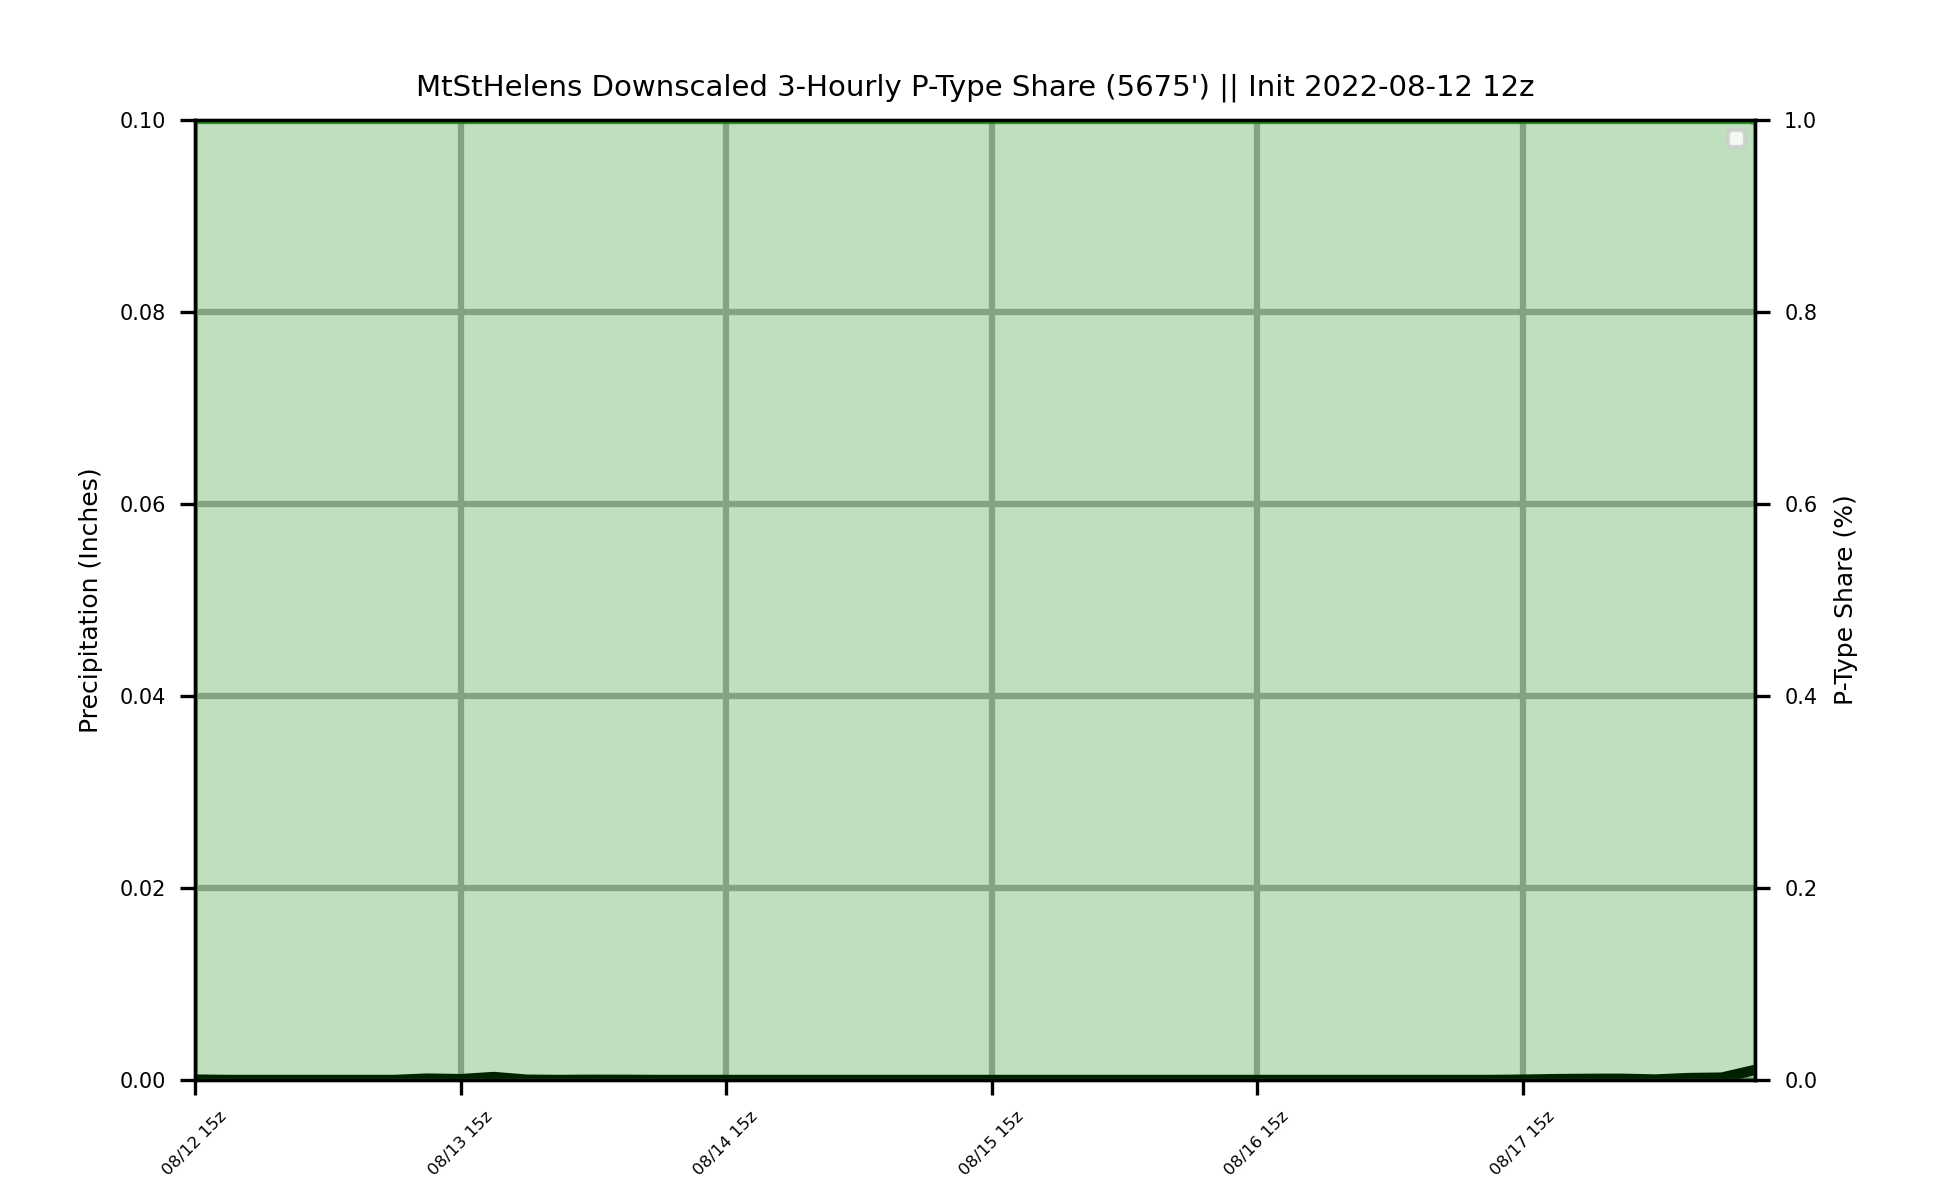 MtStHelens Downscaled 3-Hourly P-Type Share (5675') || Init 2022-08-12 12z
0.10
0.08
0.06
0.04
0.02
0.00
Precipitation (Inches)
1.0
0.8
0.6
0.4
0.2
0.0
P-Type Share (%)
08/12 15z
08/13 15z
08/14 15z
08/15 15z
08/16 15z
08/17 15z